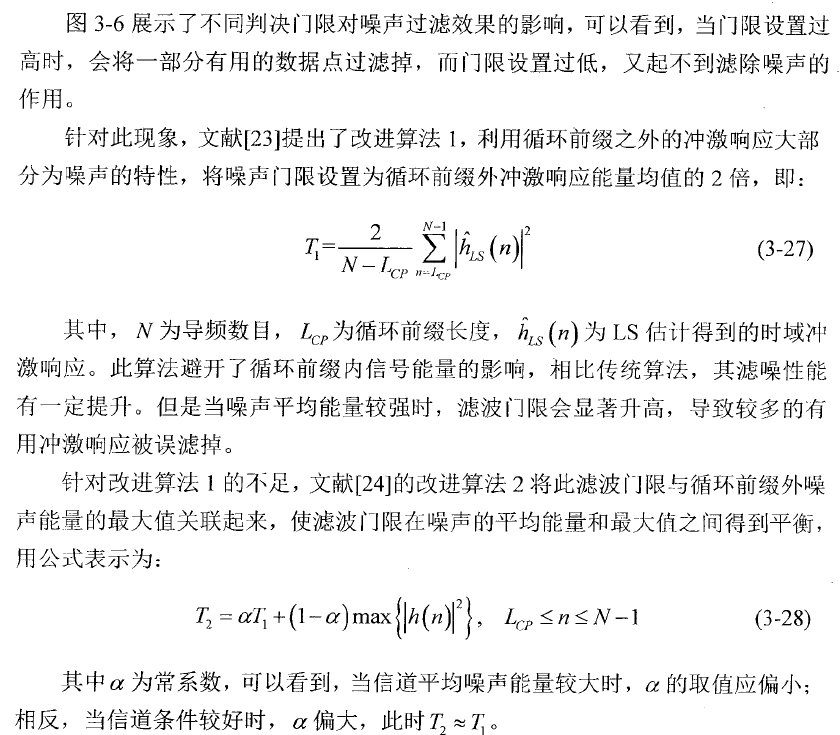 图 3-6 展示了不同判决门限对噪声过滤效果的影响，可以看到，当门限设置过
高时，会将一部分有用的数据点过滤掉，而门限设置过低，又起不到滤除噪声的
作用。
针对此现象，文献[23]提出了改进算法 1，利用循环前缀之外的冲激响应大部
分为噪声的特性，将噪声门限设置为循环前缀外冲激响应能量均值的 2 倍，即：
T_1=\frac{2}{N-L_{CP}}\sum_{n=L_{CP}}^{N-1}\left|\hat{h}_{LS}(n)\right|^2 (3-27)
其中，N 为导频数目，L_{CP} 为循环前缀长度，\hat{h}_{LS}(n) 为 LS 估计得到的时域冲
激响应。此算法避开了循环前缀内信号能量的影响，相比传统算法，其滤噪性能
有一定提升。但是当噪声平均能量较强时，滤波门限会显著升高，导致较多的有
用冲激响应被误滤掉。
针对改进算法 1 的不足，文献[24]的改进算法 2 将此滤波门限与循环前缀外噪
声能量的最大值关联起来，使滤波门限在噪声的平均能量和最大值之间得到平衡，
用公式表示为：
T_2=αT_1+(1-α)max{|h(n)|^2}, L_{CP}≤n≤N-1 (3-28)
其中α为常系数，可以看到，当信道平均噪声能量较大时，α的取值应偏小；
相反，当信道条件较好时，α偏大，此时 T_2≈T_1。